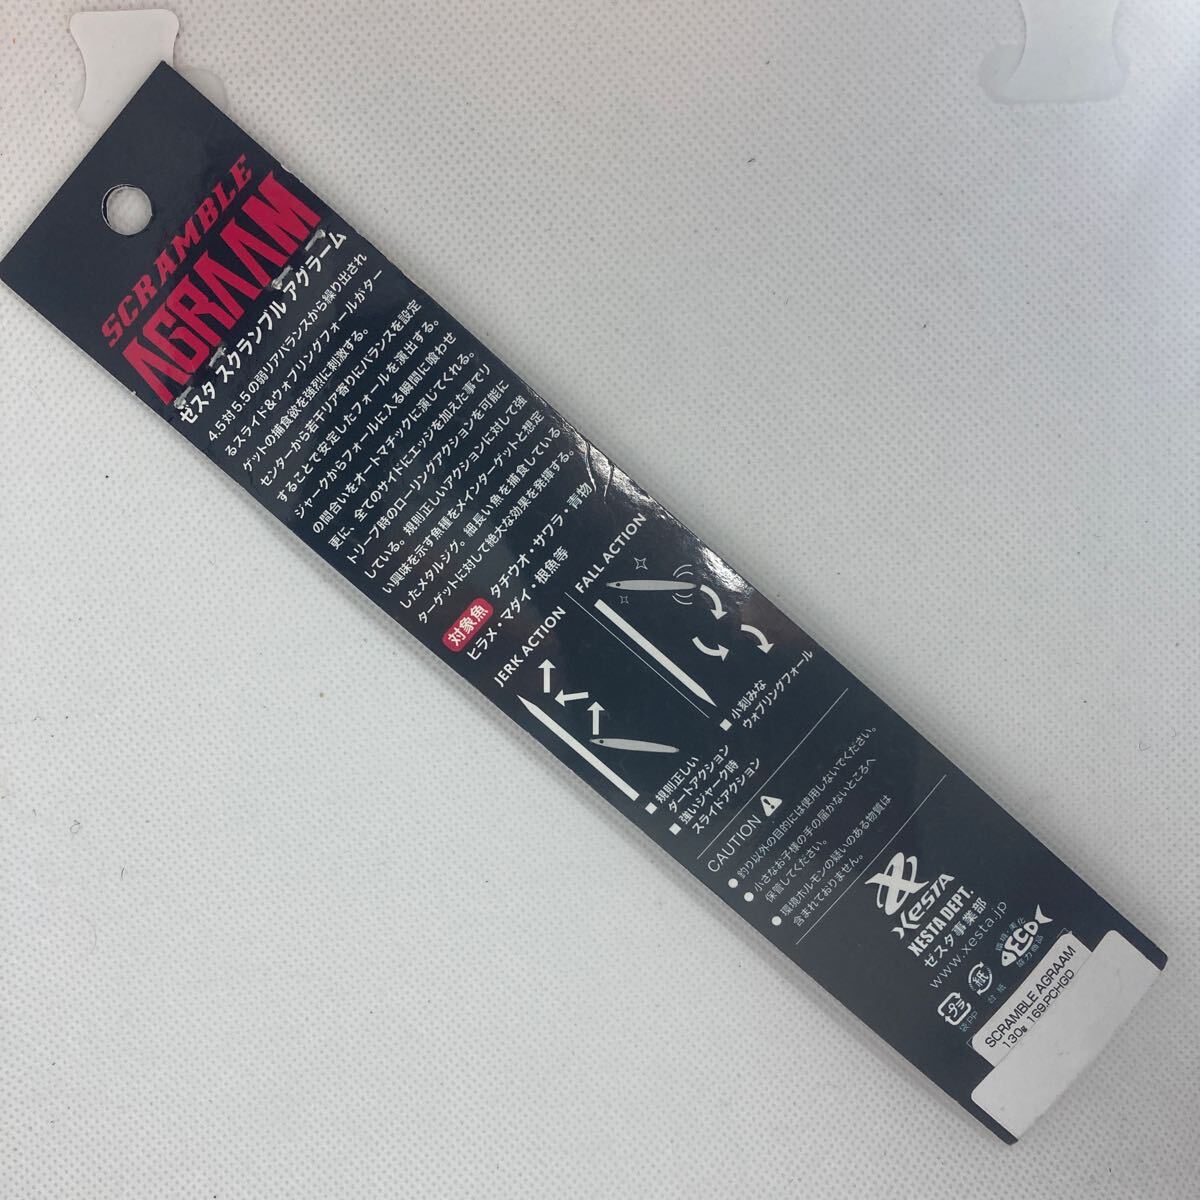 SCRAMBLE
AGRAAM
ゼスタ スクランブル アグラーム
4.5対5.5の弱リアバランスから繰り出され
るスライド&ウォブリングフォールがター
ゲットの捕食欲を強烈に刺激する。
センターから若干リア寄りにバランスを設定
することで安定したフォールを演出する。
ジャークからフォールに入る瞬間に喰わせ
の間合いをオートマチックに演じてくれる。
更に、全てのサイドにエッジを加えた事でリ
トリーブ時のローリングアクションを可能に
している。規則正しいアクションに対して強
い興味を示す魚種をメインターゲットと想定
したメタルジグ。細長い魚を捕食している
ターゲットに対して絶大な効果を発揮する。
対象魚 タチウオ・サワラ・青物
ヒラメ・マダイ・根魚等
JERK ACTION
FALL ACTION
■ 規則正しい
ダートアクション
■ 強いジャーク時
スライドアクション
■ 小刻みな
ウォブリングフォール
CAUTION
● 釣り以外の目的には使用しないでください。
● 小さなお子様の手の届かないところへ
保管してください。
● 環境ホルモンの疑いのある物質は
含まれておりません。
XESTA
XESTA DEPT.
ゼスタ事業部
www.xesta.jp
プラ
袋:PP
紙
台紙
環境・美化
ECO
協力商品
SCRAMBLE AGRAAM
130g 169.PCHGD